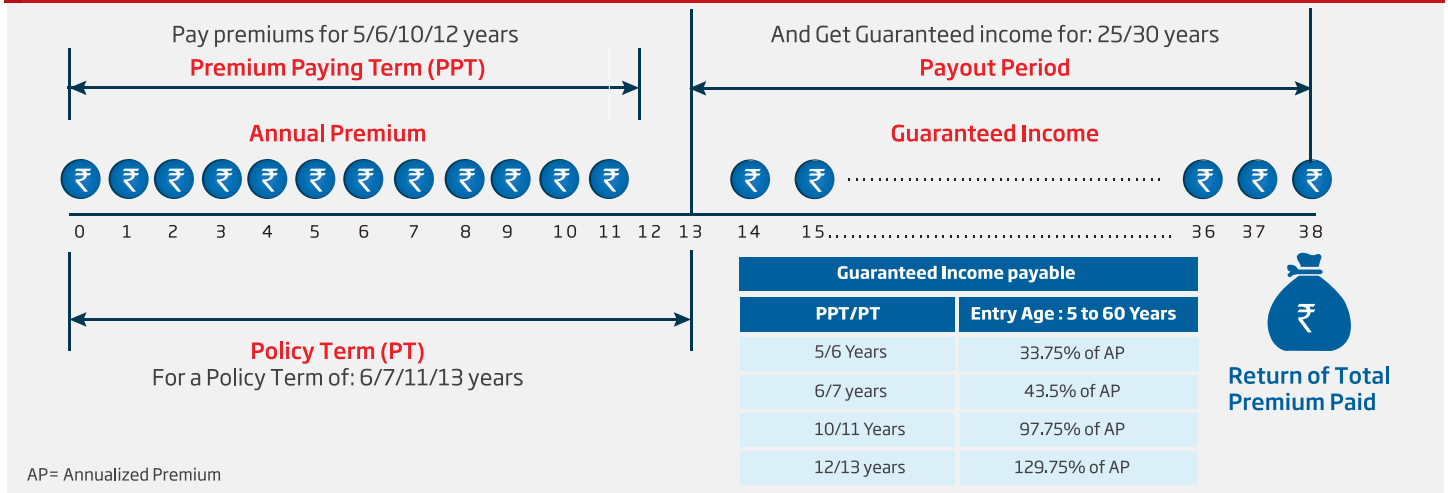 Pay premiums for 5/6/10/12 years
Premium Paying Term (PPT)
And Get Guaranteed income for: 25/30 years
Payout Period
Annual Premium
Guaranteed Income
₹ ₹ ₹ ₹ ₹ ₹ ₹ ₹ ₹ ₹ ₹ ₹ ₹ ₹ ........................................ ₹ ₹ ₹
0 1 2 3 4 5 6 7 8 9 10 11 12 13 14 15........................................ 36 37 38
Policy Term (PT)
For a Policy Term of: 6/7/11/13 years
Guaranteed Income payable
PPT/PT Entry Age : 5 to 60 Years
5/6 Years 33.75% of AP
6/7 years 43.5% of AP
10/11 Years 97.75% of AP
12/13 years 129.75% of AP
₹
Return of Total
Premium Paid
AP= Annualized Premium